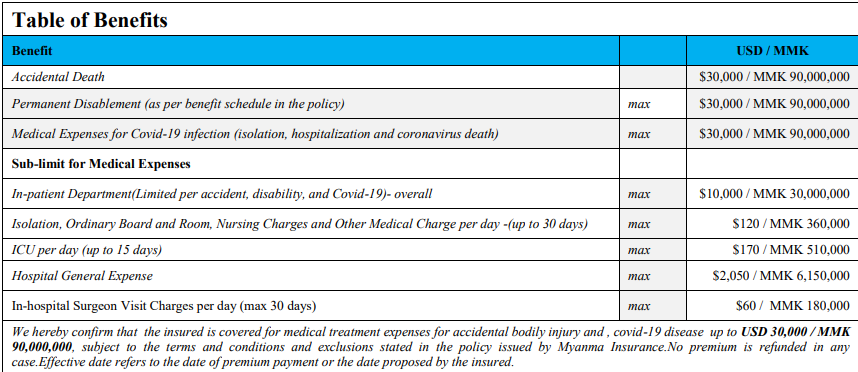 Table of Benefits
Benefit USD / MMK
Accidental Death $30,000 / MMK 90,000,000
Permanent Disablement (as per benefit schedule in the policy) max $30,000 / MMK 90,000,000
Medical Expenses for Covid-19 infection (isolation, hospitalization and coronavirus death) max $30,000 / MMK 90,000,000
Sub-limit for Medical Expenses
In-patient Department(Limited per accident, disability, and Covid-19)- overall max $10,000 / MMK 30,000,000
Isolation, Ordinary Board and Room, Nursing Charges and Other Medical Charge per day -(up to 30 days) max $120 / MMK 360,000
ICU per day (up to 15 days) max $170 / MMK 510,000
Hospital General Expense max $2,050 / MMK 6,150,000
In-hospital Surgeon Visit Charges per day (max 30 days) max $60 / MMK 180,000
We hereby confirm that the insured is covered for medical treatment expenses for accidental bodily injury and , covid-19 disease up to USD 30,000 / MMK
90,000,000, subject to the terms and conditions and exclusions stated in the policy issued by Myanma Insurance.No premium is refunded in any
case.Effective date refers to the date of premium payment or the date proposed by the insured.